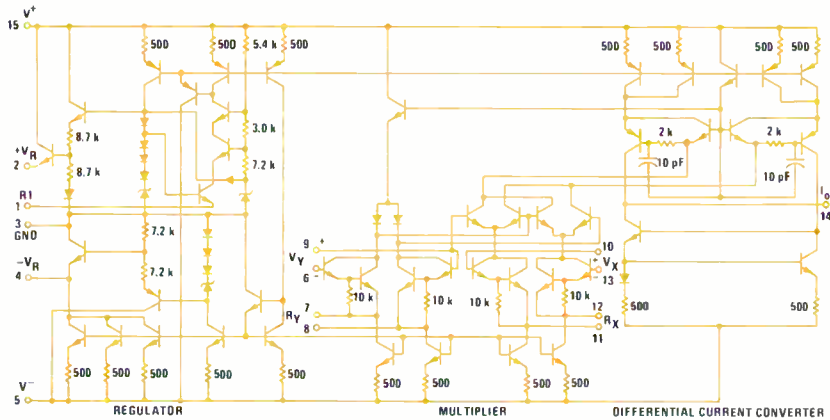 15 V+
500
500
5.4 k
500
500
500
500
500
8.7 k
3.0 k
2 k
2 k
+VR
2
8.7 k
7.2 k
10 pF
10 pF
R1
1
Io
14
3
GND
7.2 k
9 +
10
VY
+ VX
6 -
- 13
-VR
4
7.2 k
10 k
10 k
10 k
10 k
RY
7
12
8
RX
11
500
500
500
500
500
500
500
500
500
500
500
V-
5
REGULATOR
MULTIPLIER
DIFFERENTIAL CURRENT CONVERTER